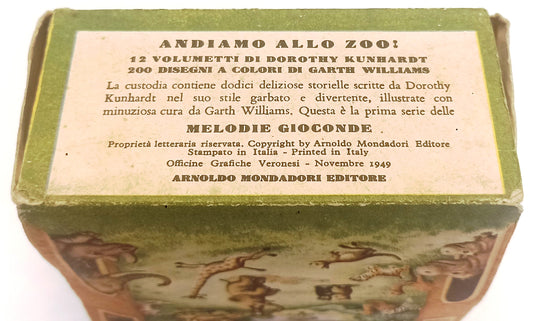 ANDIAMO ALLO ZOO!
12 VOLUMETTI DI DOROTHY KUNHARDT
200 DISEGNI A COLORI DI GARTH WILLIAMS
La custodia contiene dodici deliziose storielle scritte da Dorothy
Kunhardt nel suo stile garbato e divertente, illustrate con
minuziosa cura da Garth Williams. Questa è la prima serie delle
MELODIE GIOCONDE
Proprietà letteraria riservata. Copyright by Arnoldo Mondadori Editore
Stampato in Italia - Printed in Italy
Officine Grafiche Veronesi - Novembre 1949
ARNOLDO MONDADORI EDITORE